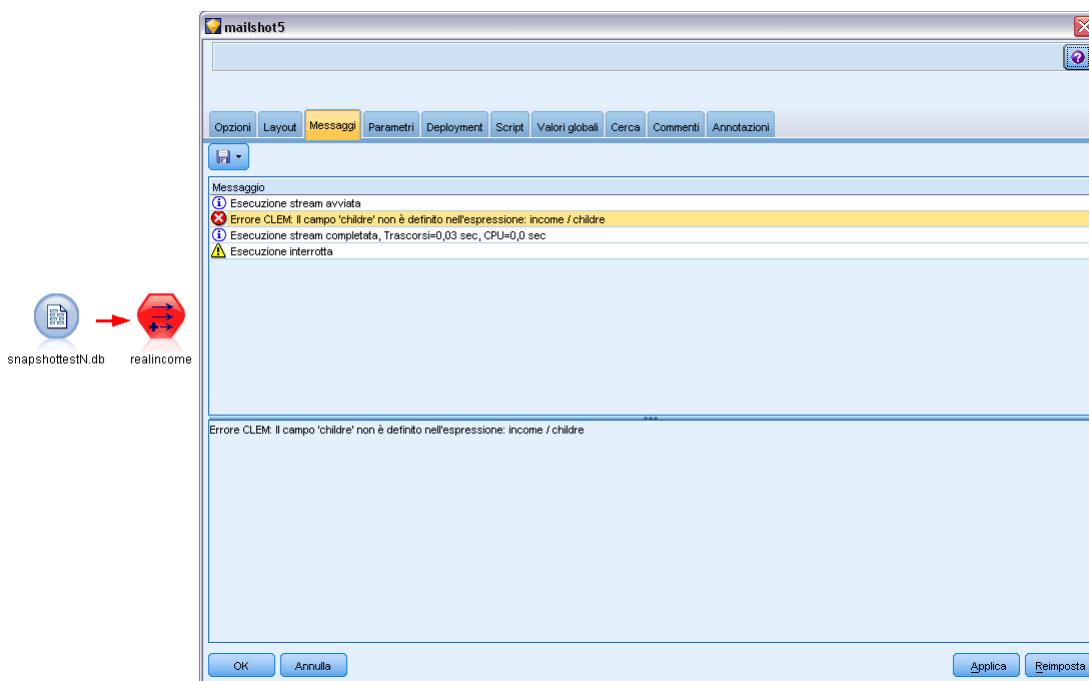 mailshot5
Opzioni Layout Messaggi Parametri Deployment Script Valori globali Cerca Commenti Annotazioni
Messaggio
Esecuzione stream avviata
Errore CLEM: Il campo 'childre' non è definito nell'espressione: income / childre
Esecuzione stream completata, Trascorsi=0,03 sec, CPU=0,0 sec
Esecuzione interrotta
snapshottestN.db realincome
Errore CLEM: Il campo 'childre' non è definito nell'espressione: income / childre
OK Annulla Applica Reimposta